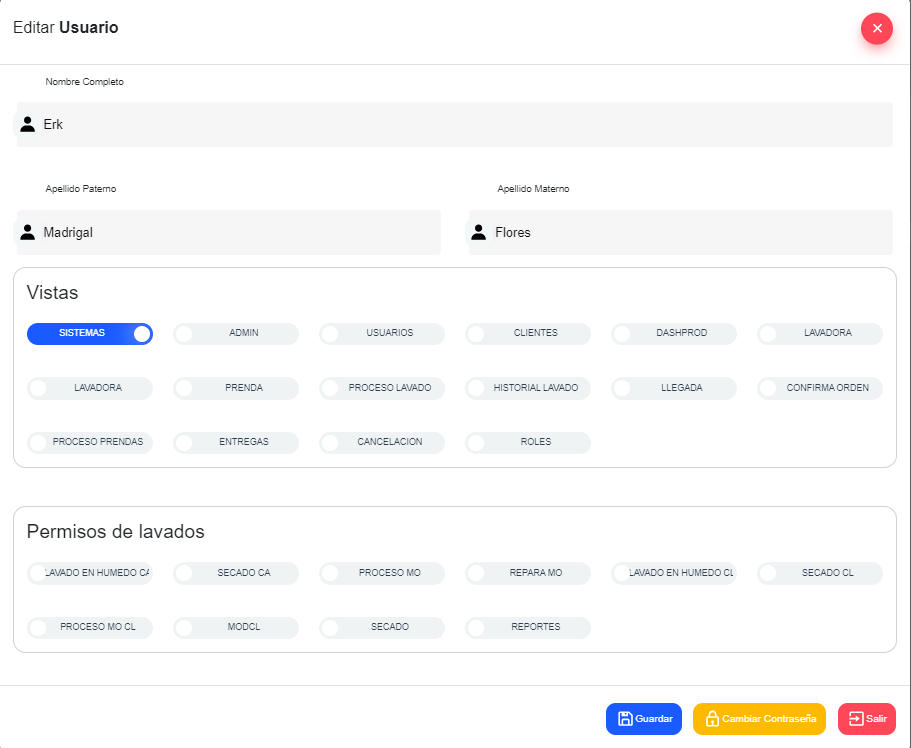 Editar Usuario
Nombre Completo
Erk
Apellido Paterno
Apellido Materno
Madrigal
Flores
Vistas
SISTEMAS
ADMIN
USUARIOS
CLIENTES
DASHPROD
LAVADORA
LAVADORA
PRENDA
PROCESO LAVADO
HISTORIAL LAVADO
LLEGADA
CONFIRMA ORDEN
PROCESO PRENDAS
ENTREGAS
CANCELACION
ROLES
Permisos de lavados
LAVADO EN HUMEDO CA
SECADO CA
PROCESO MO
REPARA MO
LAVADO EN HUMEDO CL
SECADO CL
PROCESO MO CL
MODCL
SECADO
REPORTES
Guardar
Cambiar Contraseña
Salir